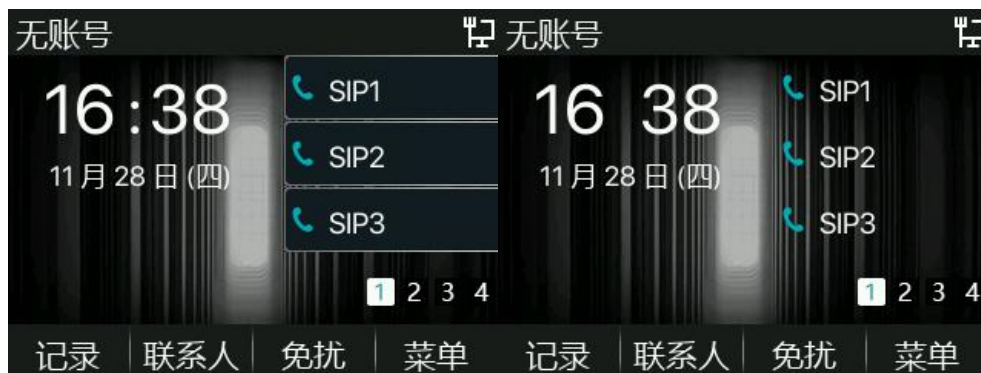 无账号
16:38
11月28日(四)
SIP1
SIP2
SIP3
1 2 3 4
记录 联系人 免扰 菜单
无账号
16 38
11月28日(四)
SIP1
SIP2
SIP3
1 2 3 4
记录 联系人 免扰 菜单